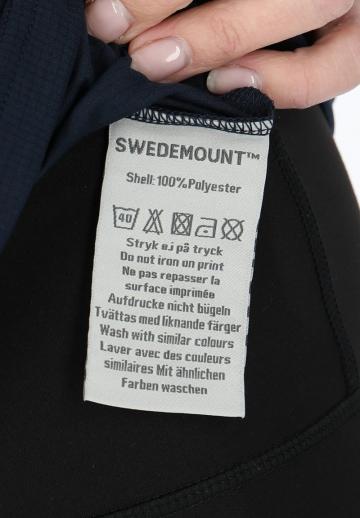 SWEDEMOUNT™
Shell: 100% Polyester
40
Stryk ej på tryck
Do not iron on print
Ne pas repasser la
surface imprimée
Aufdrucke nicht bügeln
Tvättas med liknande färger
Wash with similar colours
Laver avec des couleurs
similaires Mit ähnlichen
Farben waschen